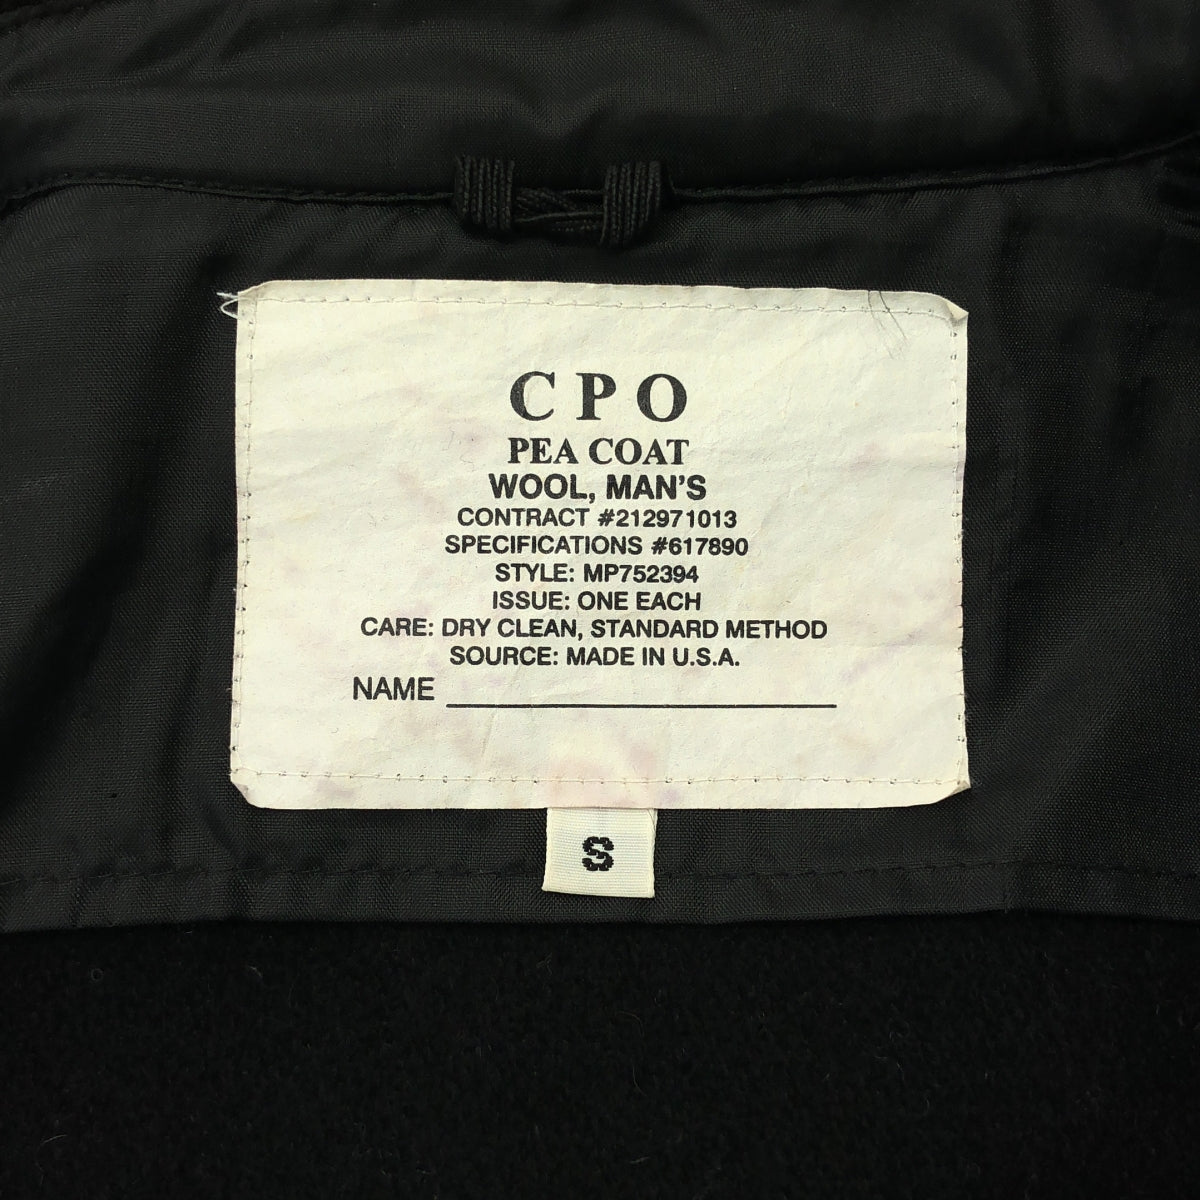 C P O
PEA COAT
WOOL, MAN'S
CONTRACT #212971013
SPECIFICATIONS #617890
STYLE: MP752394
ISSUE: ONE EACH
CARE: DRY CLEAN, STANDARD METHOD
SOURCE: MADE IN U.S.A.
NAME
S